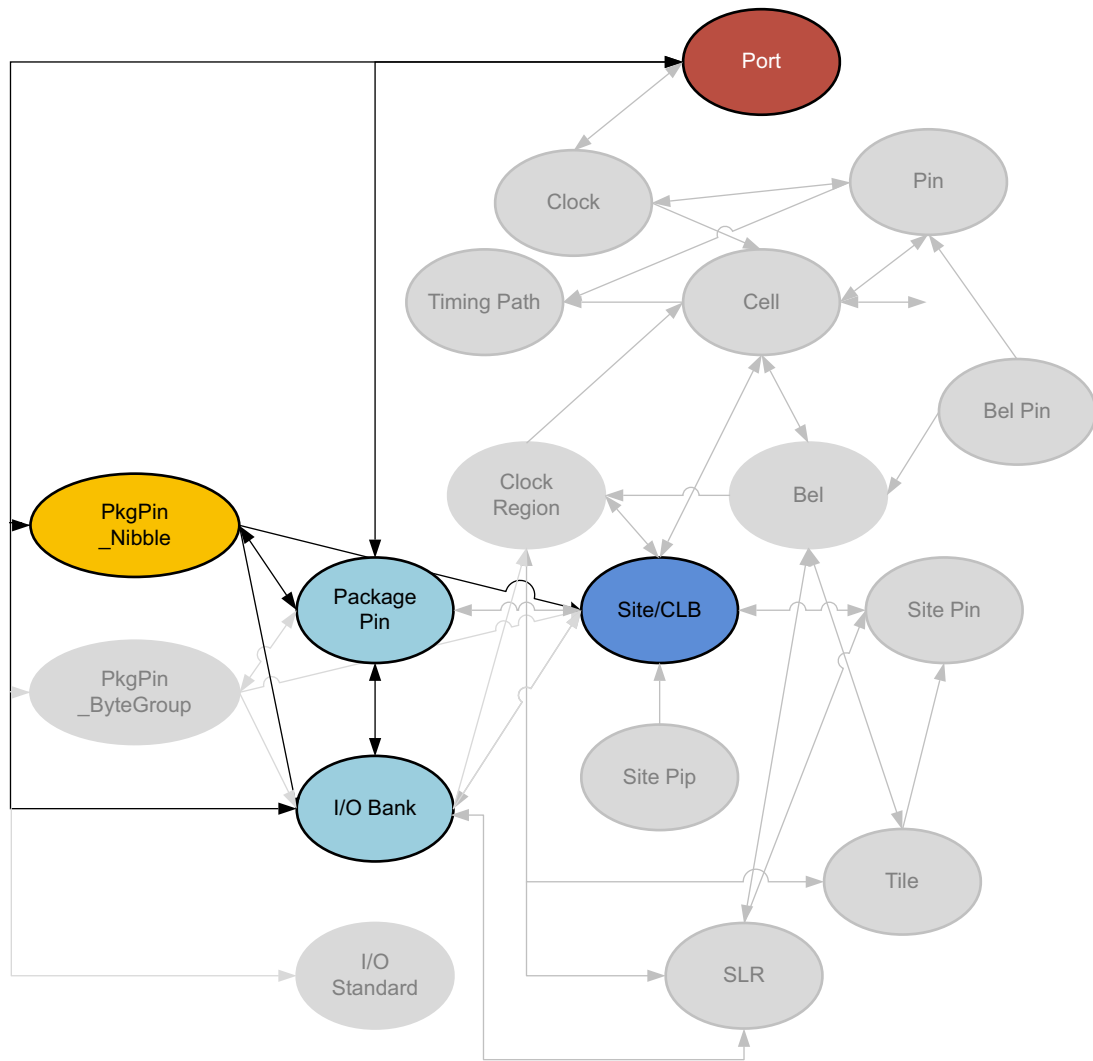 Port
Clock
Pin
Timing Path
Cell
Bel Pin
Clock
Region
Bel
PkgPin
_Nibble
Package
Pin
Site/CLB
Site Pin
PkgPin
_ByteGroup
Site Pip
I/O Bank
Tile
I/O
Standard
SLR